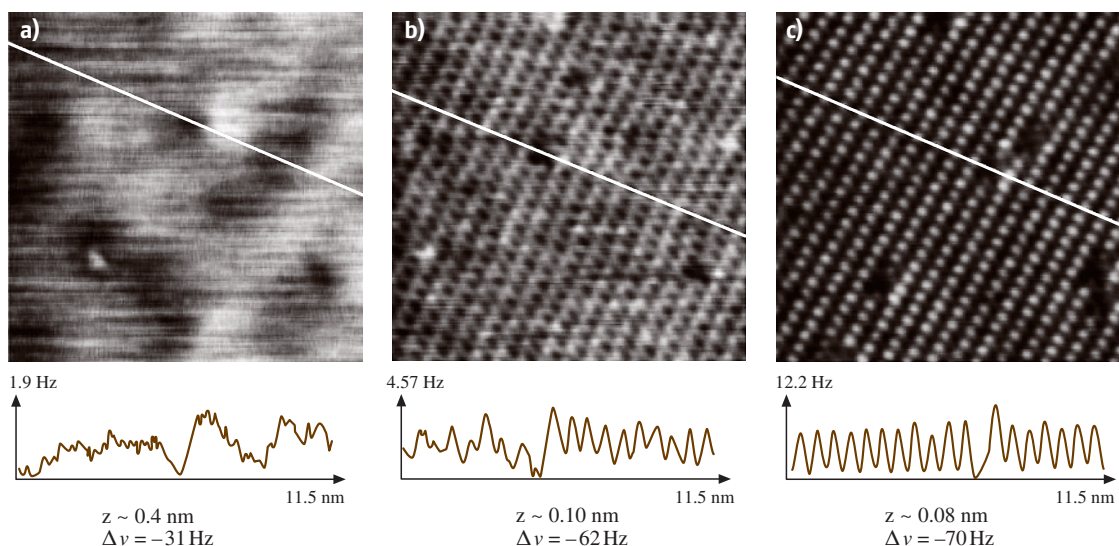 a)
b)
c)
1.9 Hz
4.57 Hz
12.2 Hz
11.5 nm
11.5 nm
11.5 nm
z ~ 0.4 nm
Δν = –31 Hz
z ~ 0.10 nm
Δν = –62 Hz
z ~ 0.08 nm
Δν = –70 Hz